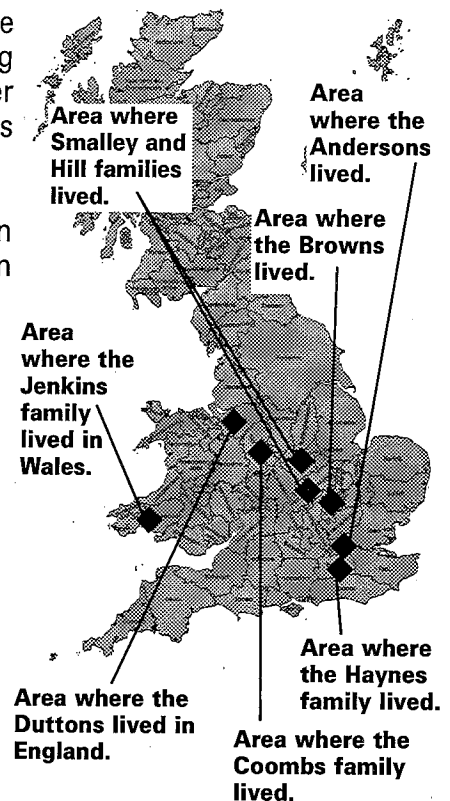 e
g
er
s
n
n
Area where
Smalley and
Hill families
lived.
Area
where the
Andersons
lived.
Area where
the Browns
lived.
Area
where the
Jenkins
family
lived in
Wales.
Area where the
Duttons lived in
England.
Area where
the Haynes
family lived.
Area where the
Coombs family
lived.